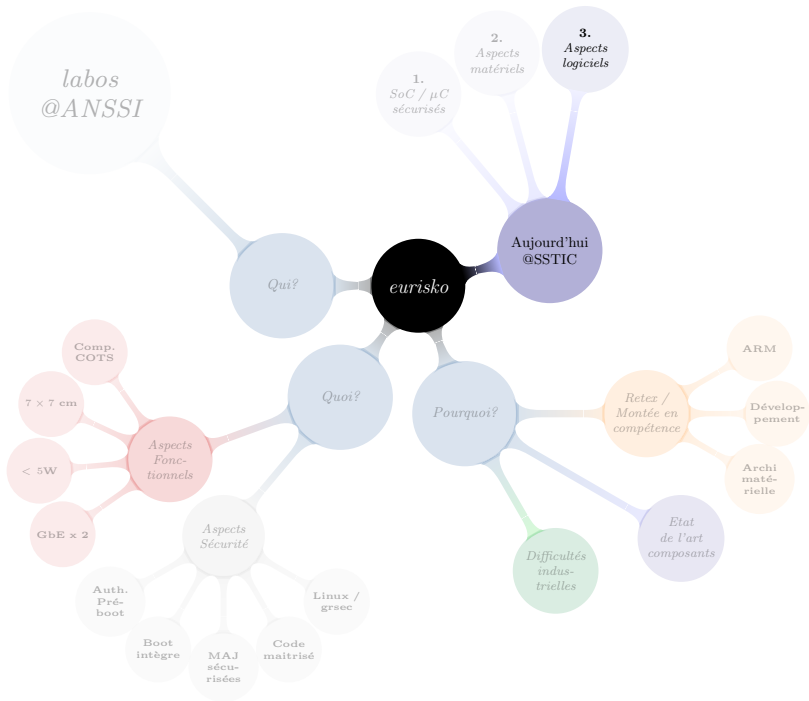 labos
@ANSSI
1.
SoC / μC
sécurisés
2.
Aspects
matériels
3.
Aspects
logiciels
Aujourd'hui
@SSTIC
Qui?
eurisko
Quoi?
Pourquoi?
Comp.
COTS
7 × 7 cm
< 5W
GbE x 2
Aspects
Fonc-
tionnels
Aspects
Sécurité
Auth.
Pré-
boot
Boot
intègre
MAJ
sécu-
risées
Code
maitrisé
Linux /
grsec
Retex /
Montée en
compétence
ARM
Dévelop-
pement
Archi
maté-
rielle
Etat
de l'art
composants
Difficultés
indus-
trielles